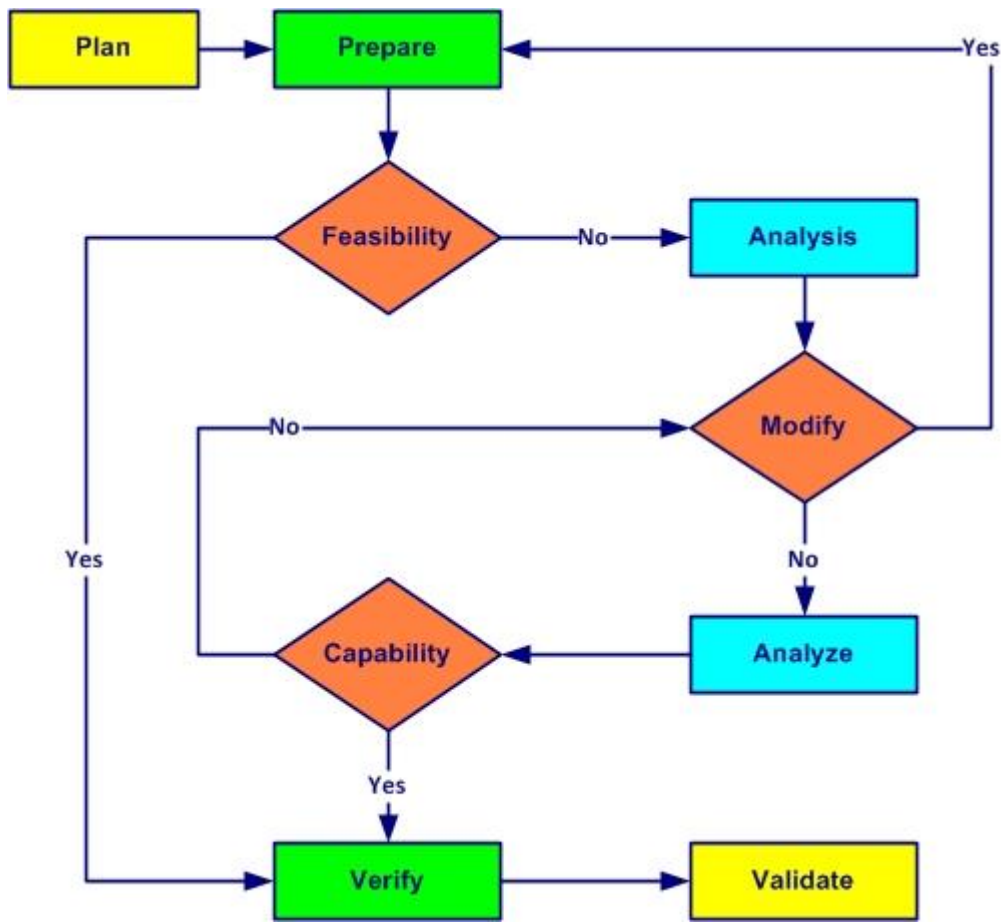 Plan
Prepare
Yes
Feasibility
No
Analysis
No
Modify
Yes
No
Capability
Analyze
Yes
Verify
Validate